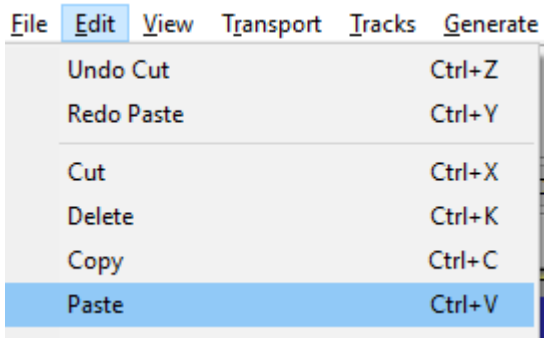 File Edit View Transport Tracks Generate
Undo Cut Ctrl+Z
Redo Paste Ctrl+Y
Cut Ctrl+X
Delete Ctrl+K
Copy Ctrl+C
Paste Ctrl+V